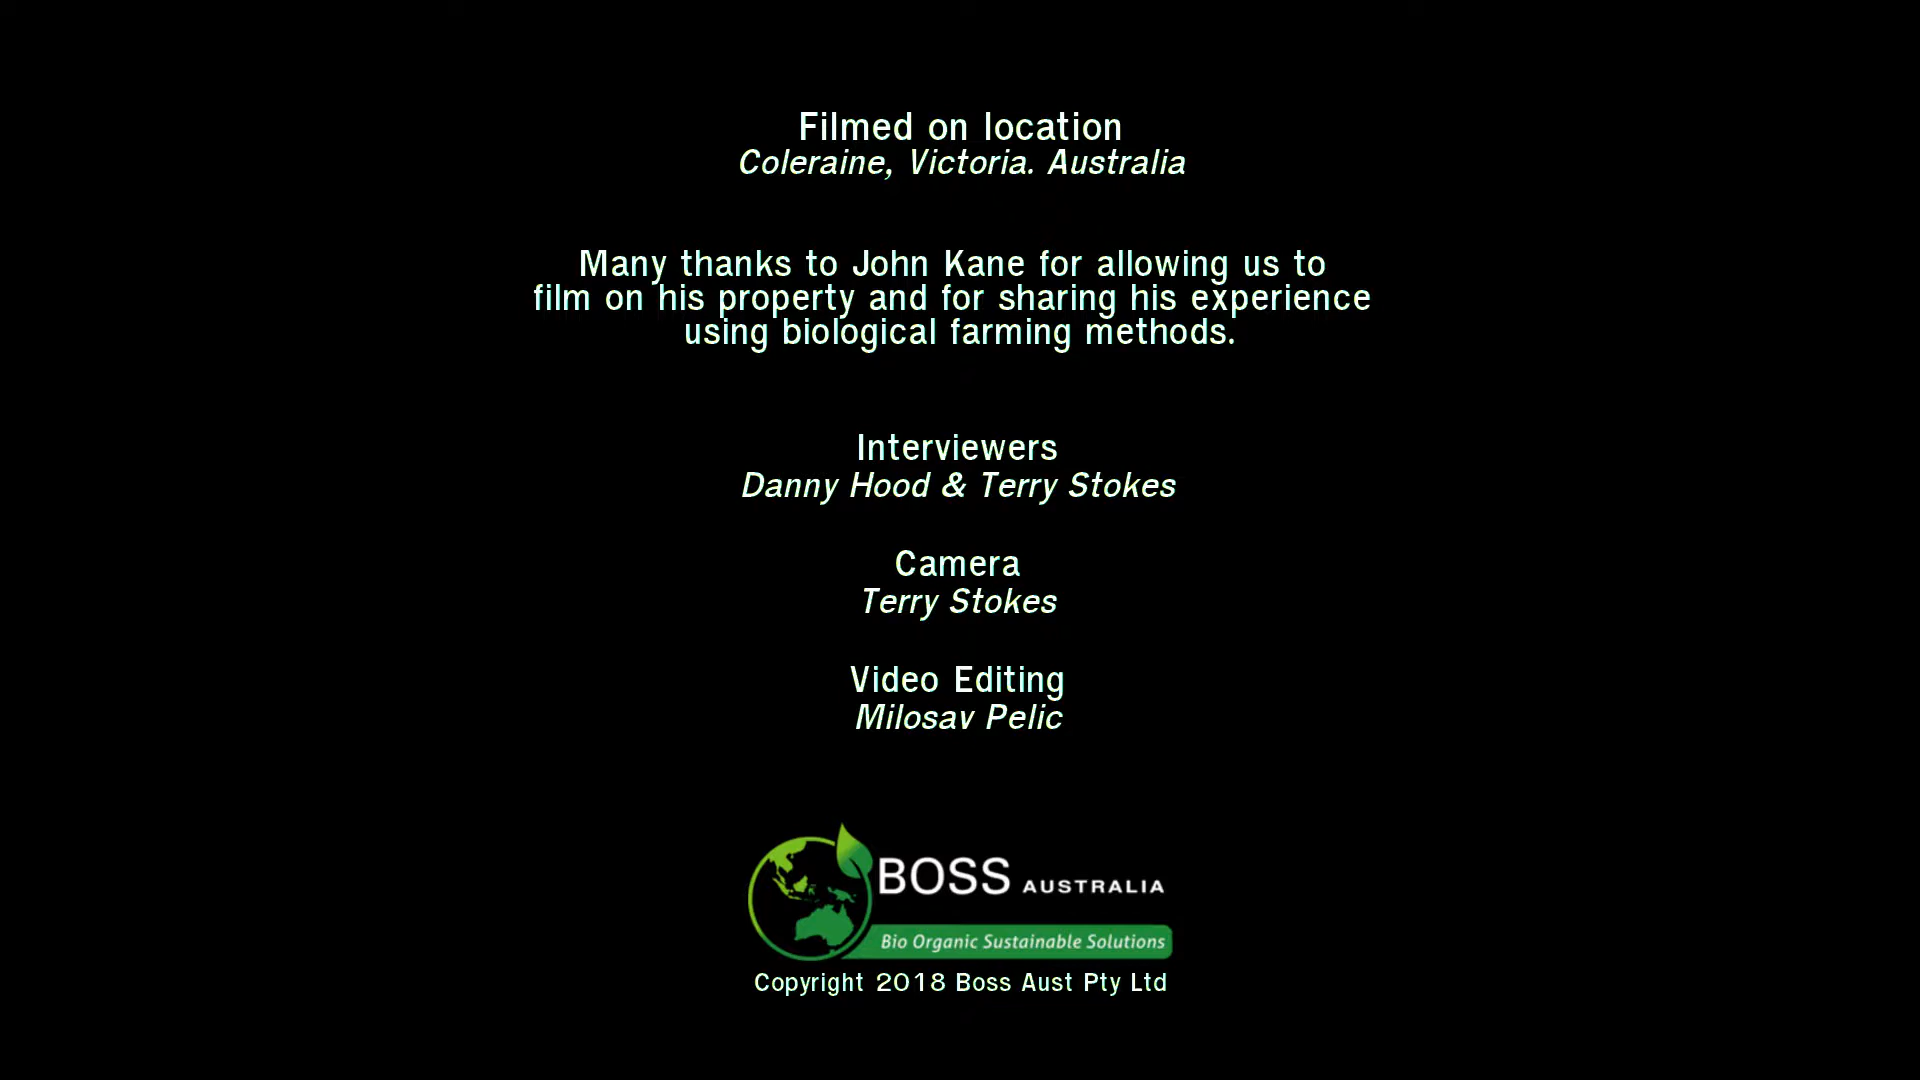 Filmed on location
Coleraine, Victoria. Australia
Many thanks to John Kane for allowing us to
film on his property and for sharing his experience
using biological farming methods.
Interviewers
Danny Hood & Terry Stokes
Camera
Terry Stokes
Video Editing
Milosav Pelic
BOSS AUSTRALIA
Bio Organic Sustainable Solutions
Copyright 2018 Boss Aust Pty Ltd